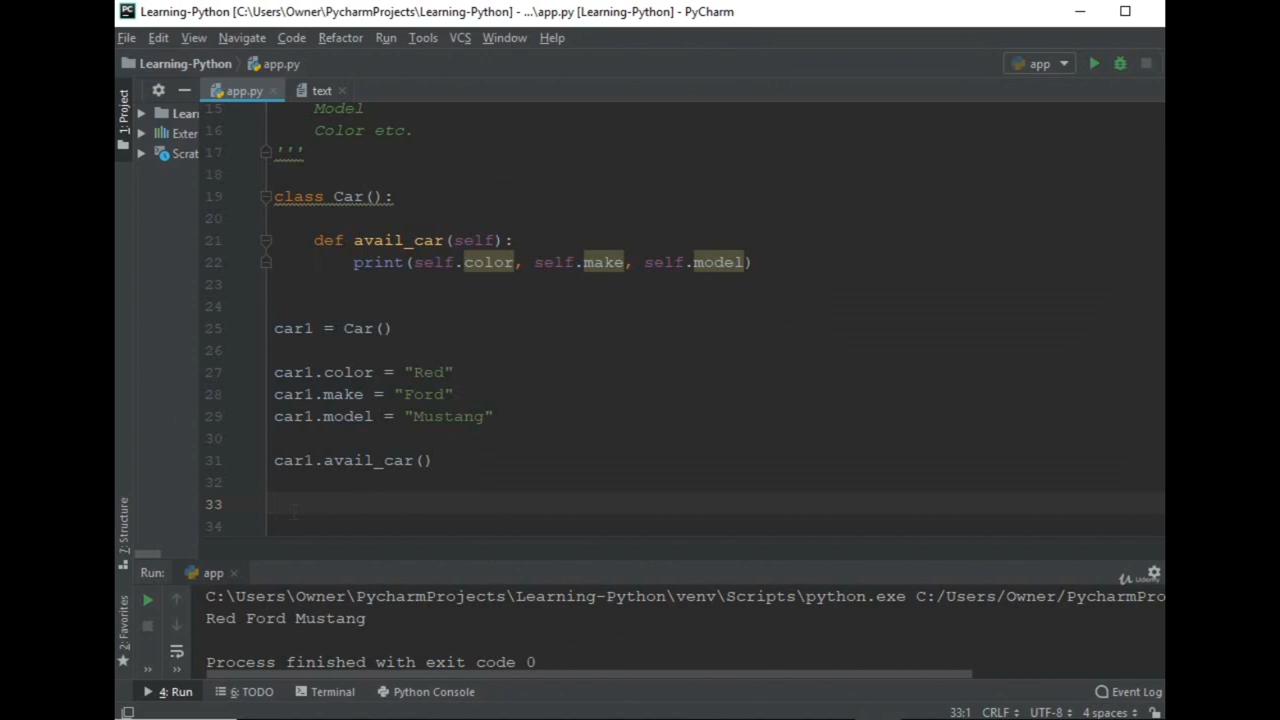 Learning-Python [C:\Users\Owner\PycharmProjects\Learning-Python] - ...\app.py [Learning-Python] - PyCharm
File Edit View Navigate Code Refactor Run Tools VCS Window Help
Learning-Python app.py app
1: Project
app.py text
Learn
Exter
Scrat
15 Model
16 Color etc.
17 '''
18
19 class Car():
20
21 def avail_car(self):
22 print(self.color, self.make, self.model)
23
24
25 car1 = Car()
26
27 car1.color = "Red"
28 car1.make = "Ford"
29 car1.model = "Mustang"
30
31 car1.avail_car()
32
33
34
7: Structure
2: Favorites
Run: app
Udemy
C:\Users\Owner\PycharmProjects\Learning-Python\venv\Scripts\python.exe C:/Users/Owner/PycharmPro
Red Ford Mustang
Process finished with exit code 0
4: Run 6: TODO Terminal Python Console Event Log
33:1 CRLF UTF-8 4 spaces